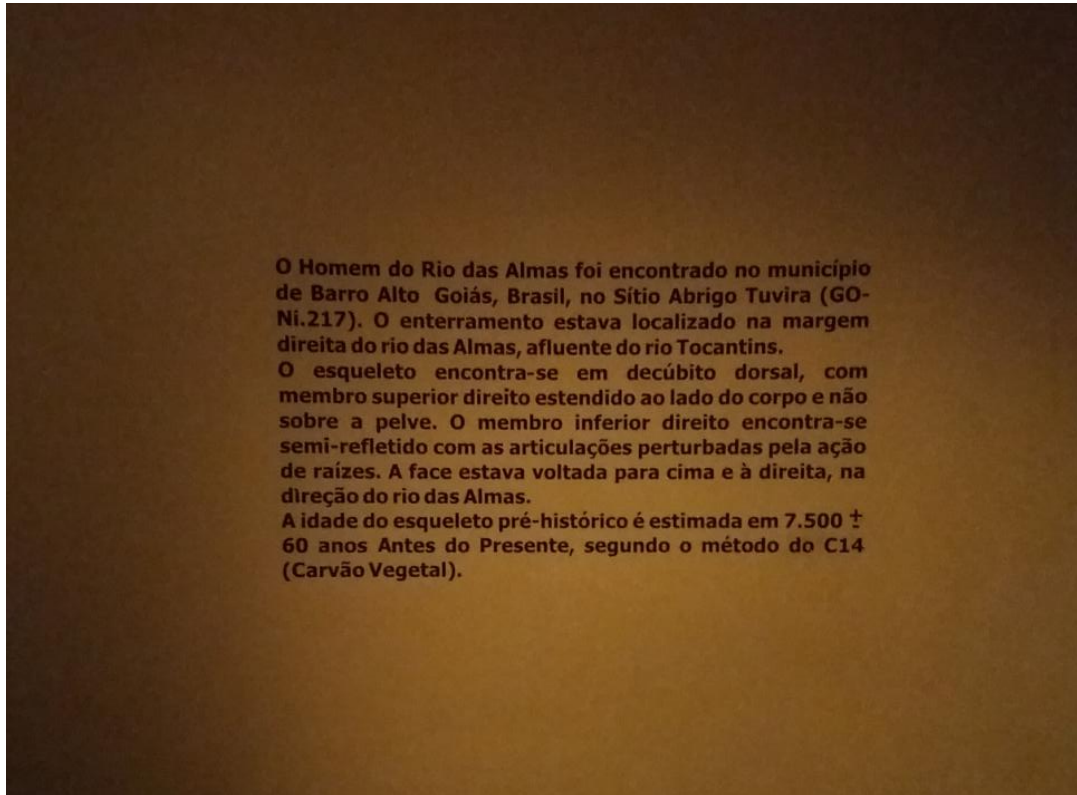 O Homem do Rio das Almas foi encontrado no município
de Barro Alto Goiás, Brasil, no Sítio Abrigo Tuvira (GO-
Ni.217). O enterramento estava localizado na margem
direita do rio das Almas, afluente do rio Tocantins.
O esqueleto encontra-se em decúbito dorsal, com
membro superior direito estendido ao lado do corpo e não
sobre a pelve. O membro inferior direito encontra-se
semi-refletido com as articulações perturbadas pela ação
de raízes. A face estava voltada para cima e à direita, na
direção do rio das Almas.
A idade do esqueleto pré-histórico é estimada em 7.500 ±
60 anos Antes do Presente, segundo o método do C14
(Carvão Vegetal).